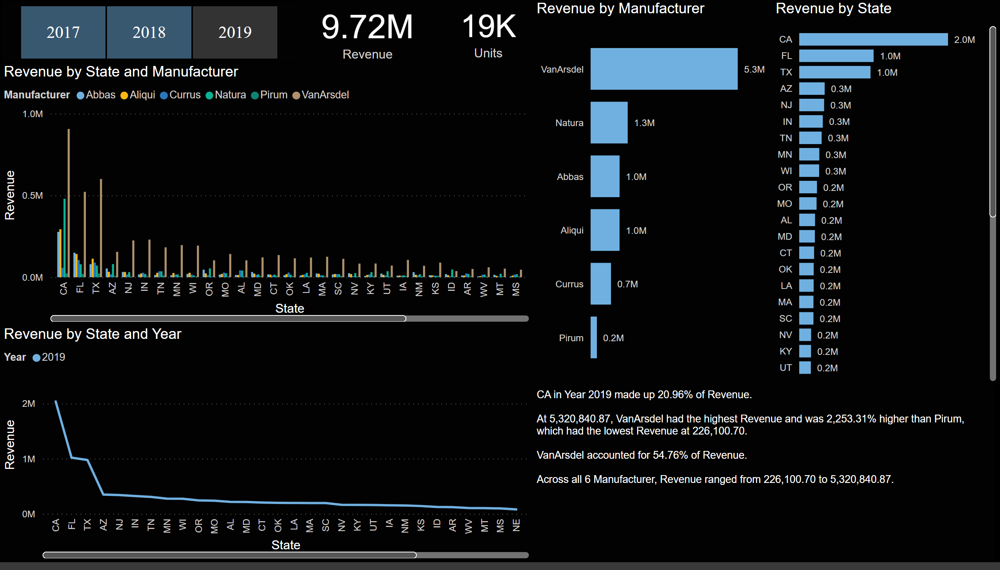 2017 2018 2019
9.72M
Revenue
19K
Units
Revenue by State and Manufacturer
Manufacturer Abbas Aliqui Currus Natura Pirum VanArsdel
1.0M
0.5M
0.0M
Revenue
CA FL TX AZ NJ IN TN MN WI OR MO AL MD CT OK LA MA SC NV KY UT IA NM KS ID AR WV MT MS
State
Revenue by State and Year
Year 2019
2M
1M
0M
Revenue
CA FL TX AZ NJ IN TN MN WI OR MO AL MD CT OK LA MA SC NV KY UT IA NM KS ID AR WV MT MS NE
State
Revenue by Manufacturer
VanArsdel 5.3M
Natura 1.3M
Abbas 1.0M
Aliqui 1.0M
Currus 0.7M
Pirum 0.2M
Revenue by State
CA 2.0M
FL 1.0M
TX 1.0M
AZ 0.3M
NJ 0.3M
IN 0.3M
TN 0.3M
MN 0.3M
WI 0.3M
OR 0.2M
MO 0.2M
AL 0.2M
MD 0.2M
CT 0.2M
OK 0.2M
LA 0.2M
MA 0.2M
SC 0.2M
NV 0.2M
KY 0.2M
UT 0.2M
CA in Year 2019 made up 20.96% of Revenue.
At 5,320,840.87, VanArsdel had the highest Revenue and was 2,253.31% higher than Pirum,
which had the lowest Revenue at 226,100.70.
VanArsdel accounted for 54.76% of Revenue.
Across all 6 Manufacturer, Revenue ranged from 226,100.70 to 5,320,840.87.